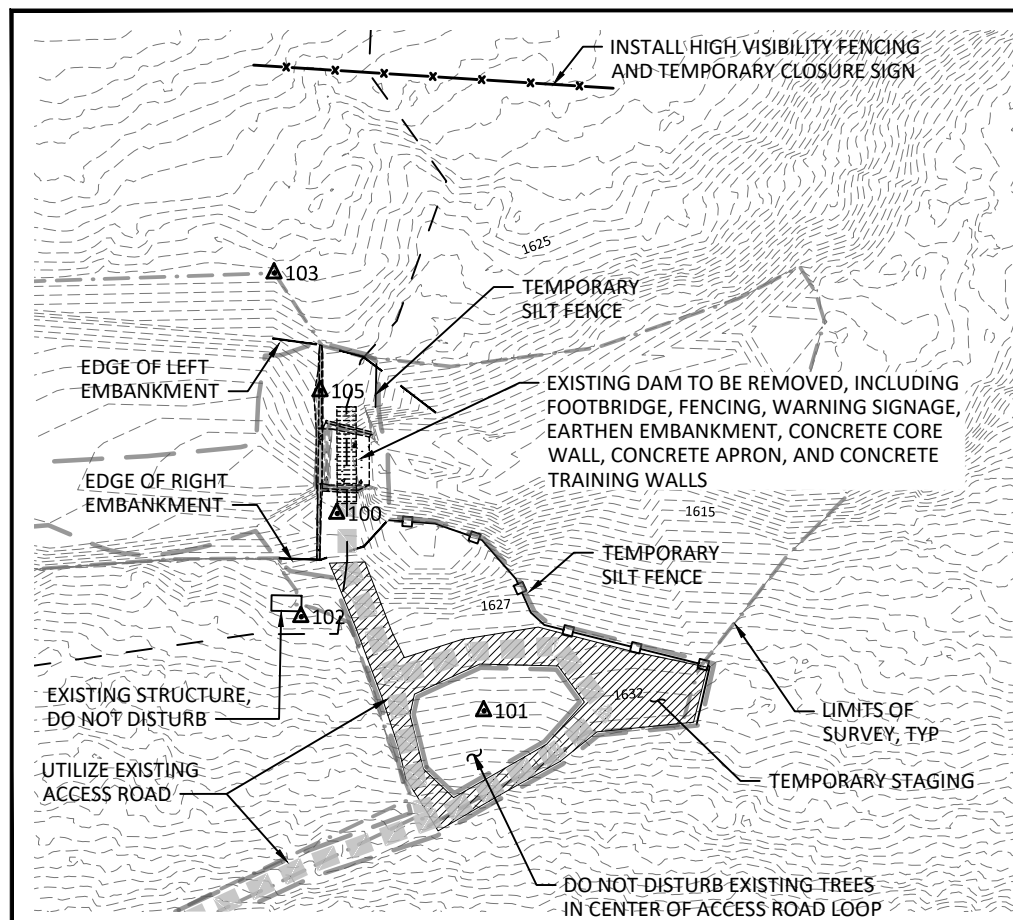 INSTALL HIGH VISIBILITY FENCING
AND TEMPORARY CLOSURE SIGN
1625
103
TEMPORARY
SILT FENCE
EDGE OF LEFT
EMBANKMENT
105
EXISTING DAM TO BE REMOVED, INCLUDING
FOOTBRIDGE, FENCING, WARNING SIGNAGE,
EARTHEN EMBANKMENT, CONCRETE CORE
WALL, CONCRETE APRON, AND CONCRETE
TRAINING WALLS
EDGE OF RIGHT
EMBANKMENT
100
1615
TEMPORARY
SILT FENCE
1627
102
EXISTING STRUCTURE,
DO NOT DISTURB
1632
101
LIMITS OF
SURVEY, TYP
UTILIZE EXISTING
ACCESS ROAD
TEMPORARY STAGING
DO NOT DISTURB EXISTING TREES
IN CENTER OF ACCESS ROAD LOOP